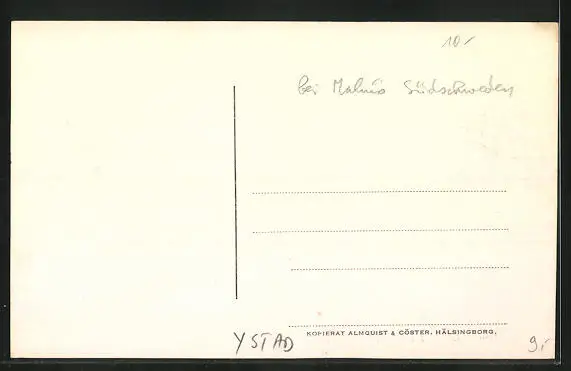 10.-
bei Malmö Südschweden
KOPIERAT ALMQUIST & CÖSTER, HÄLSINGBORG.
YSTAD
9,-